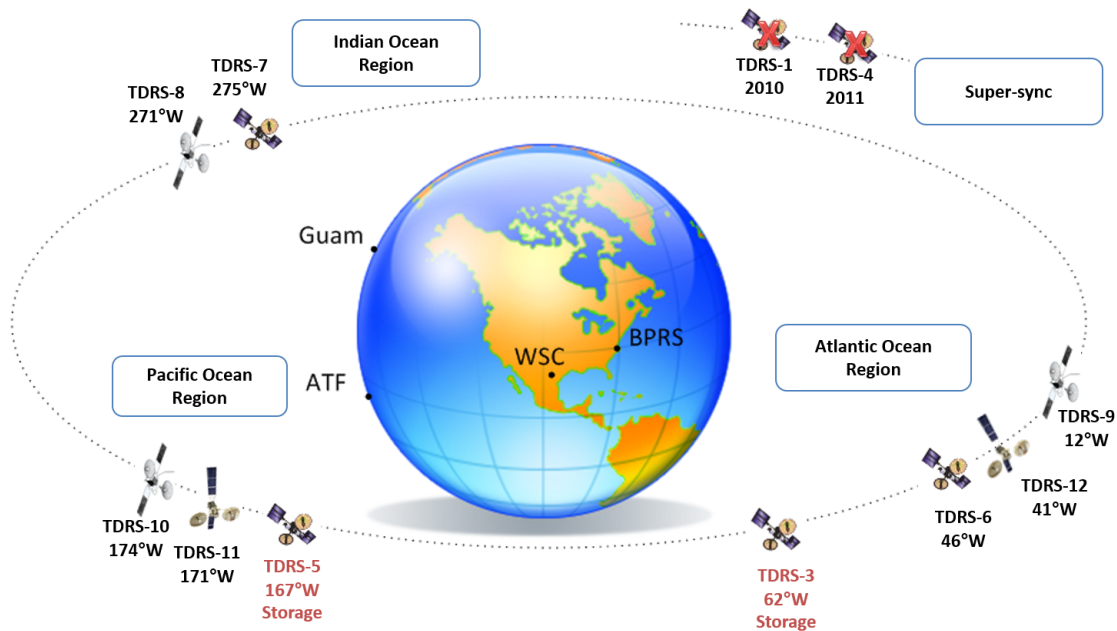 Indian Ocean
Region
TDRS-1
2010
TDRS-4
2011
Super-sync
TDRS-7
275°W
TDRS-8
271°W
Guam
BPRS
WSC
ATF
Atlantic Ocean
Region
Pacific Ocean
Region
TDRS-9
12°W
TDRS-12
41°W
TDRS-6
46°W
TDRS-10
174°W
TDRS-11
171°W
TDRS-5
167°W
Storage
TDRS-3
62°W
Storage